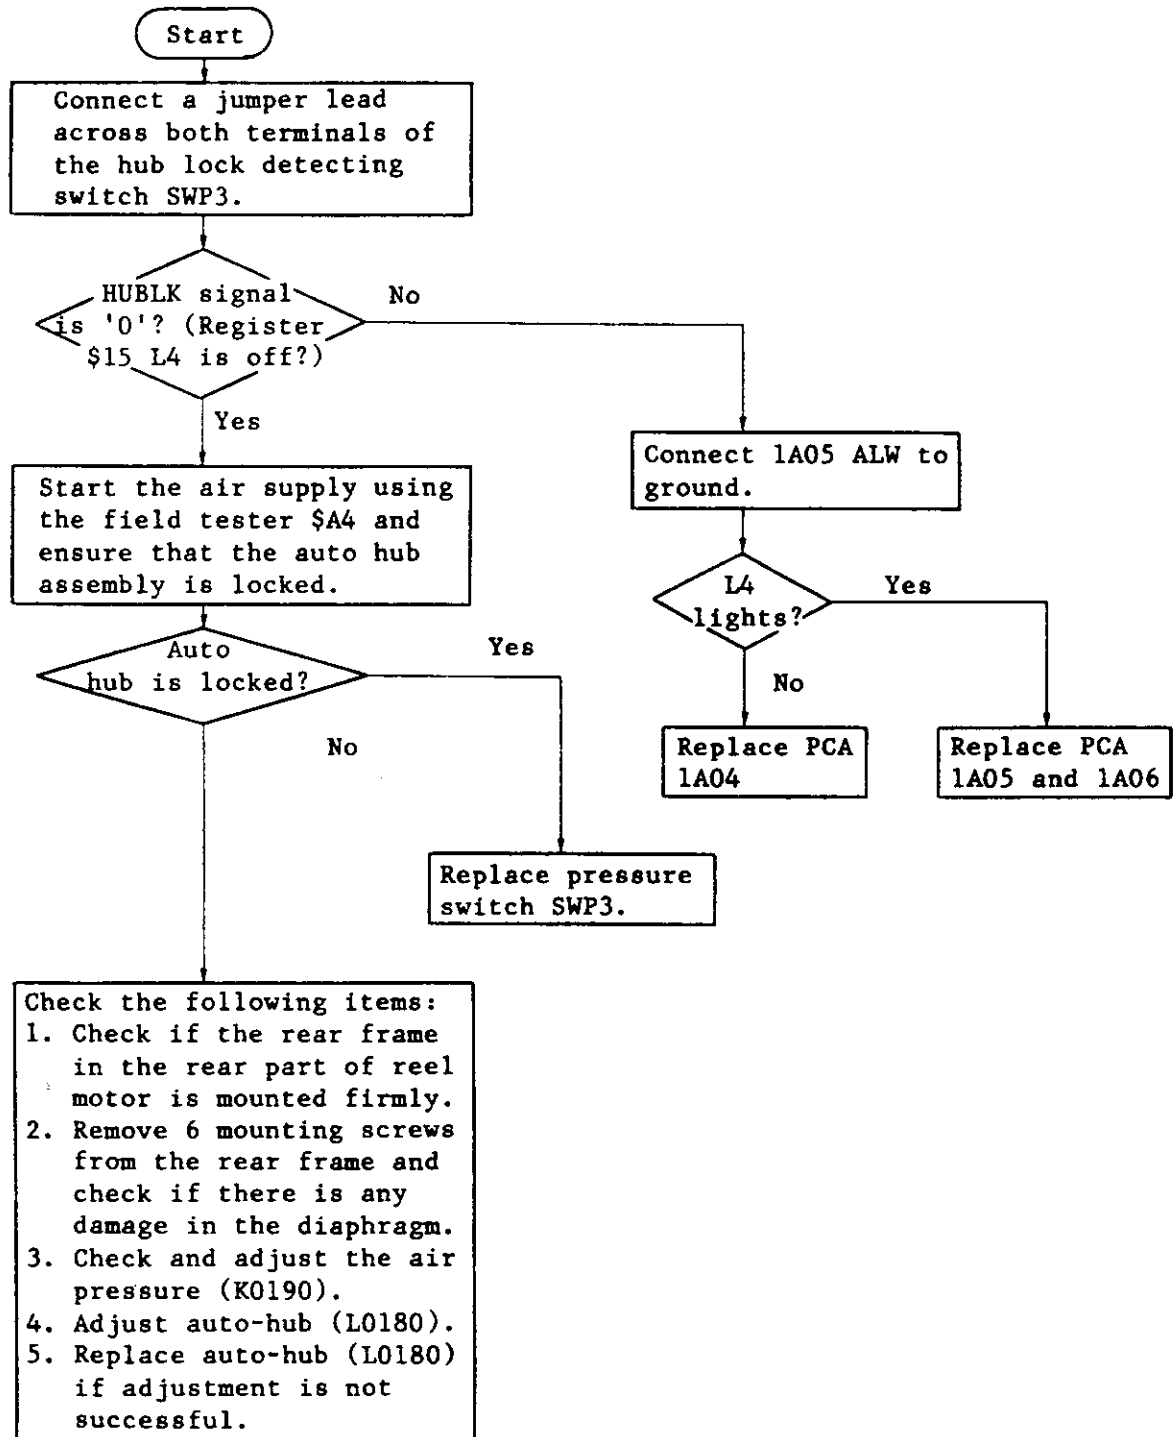 Start
Connect a jumper lead
across both terminals of
the hub lock detecting
switch SWP3.
HUBLK signal
is '0'? (Register
$15 L4 is off?)
No
Yes
Connect 1A05 ALW to
ground.
Start the air supply using
the field tester $A4 and
ensure that the auto hub
assembly is locked.
L4
lights?
Yes
No
Auto
hub is locked?
Yes
No
Replace PCA
1A04
Replace PCA
1A05 and 1A06
Replace pressure
switch SWP3.
Check the following items:
1. Check if the rear frame
in the rear part of reel
motor is mounted firmly.
2. Remove 6 mounting screws
from the rear frame and
check if there is any
damage in the diaphragm.
3. Check and adjust the air
pressure (K0190).
4. Adjust auto-hub (L0180).
5. Replace auto-hub (L0180)
if adjustment is not
successful.